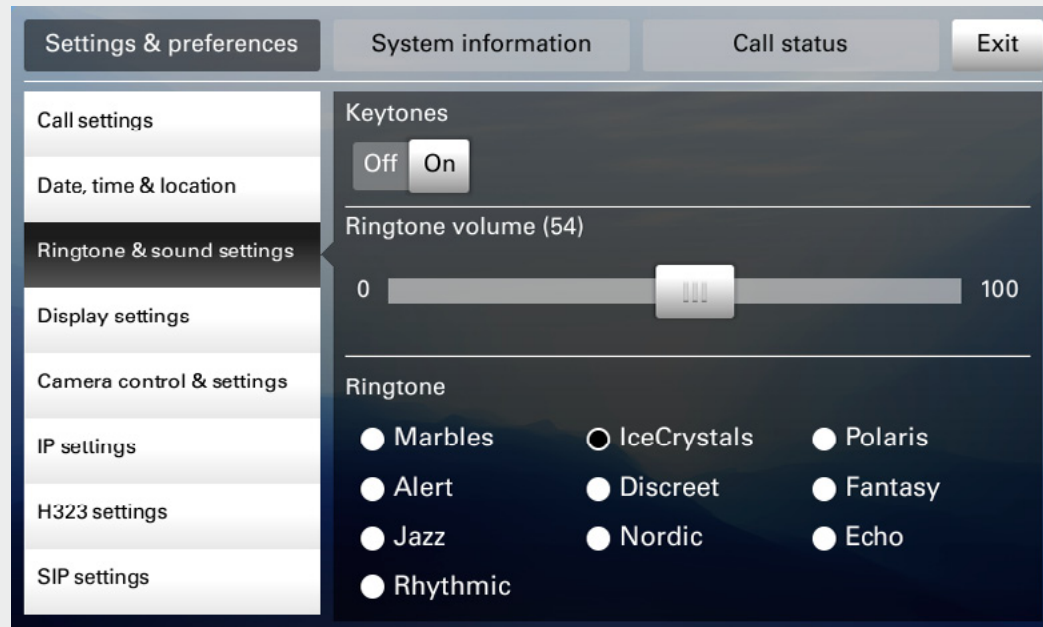 Settings & preferences
System information
Call status
Exit
Call settings
Date, time & location
Ringtone & sound settings
Display settings
Camera control & settings
IP settings
H323 settings
SIP settings
Keytones
Off On
Ringtone volume (54)
0 100
Ringtone
Marbles IceCrystals Polaris
Alert Discreet Fantasy
Jazz Nordic Echo
Rhythmic